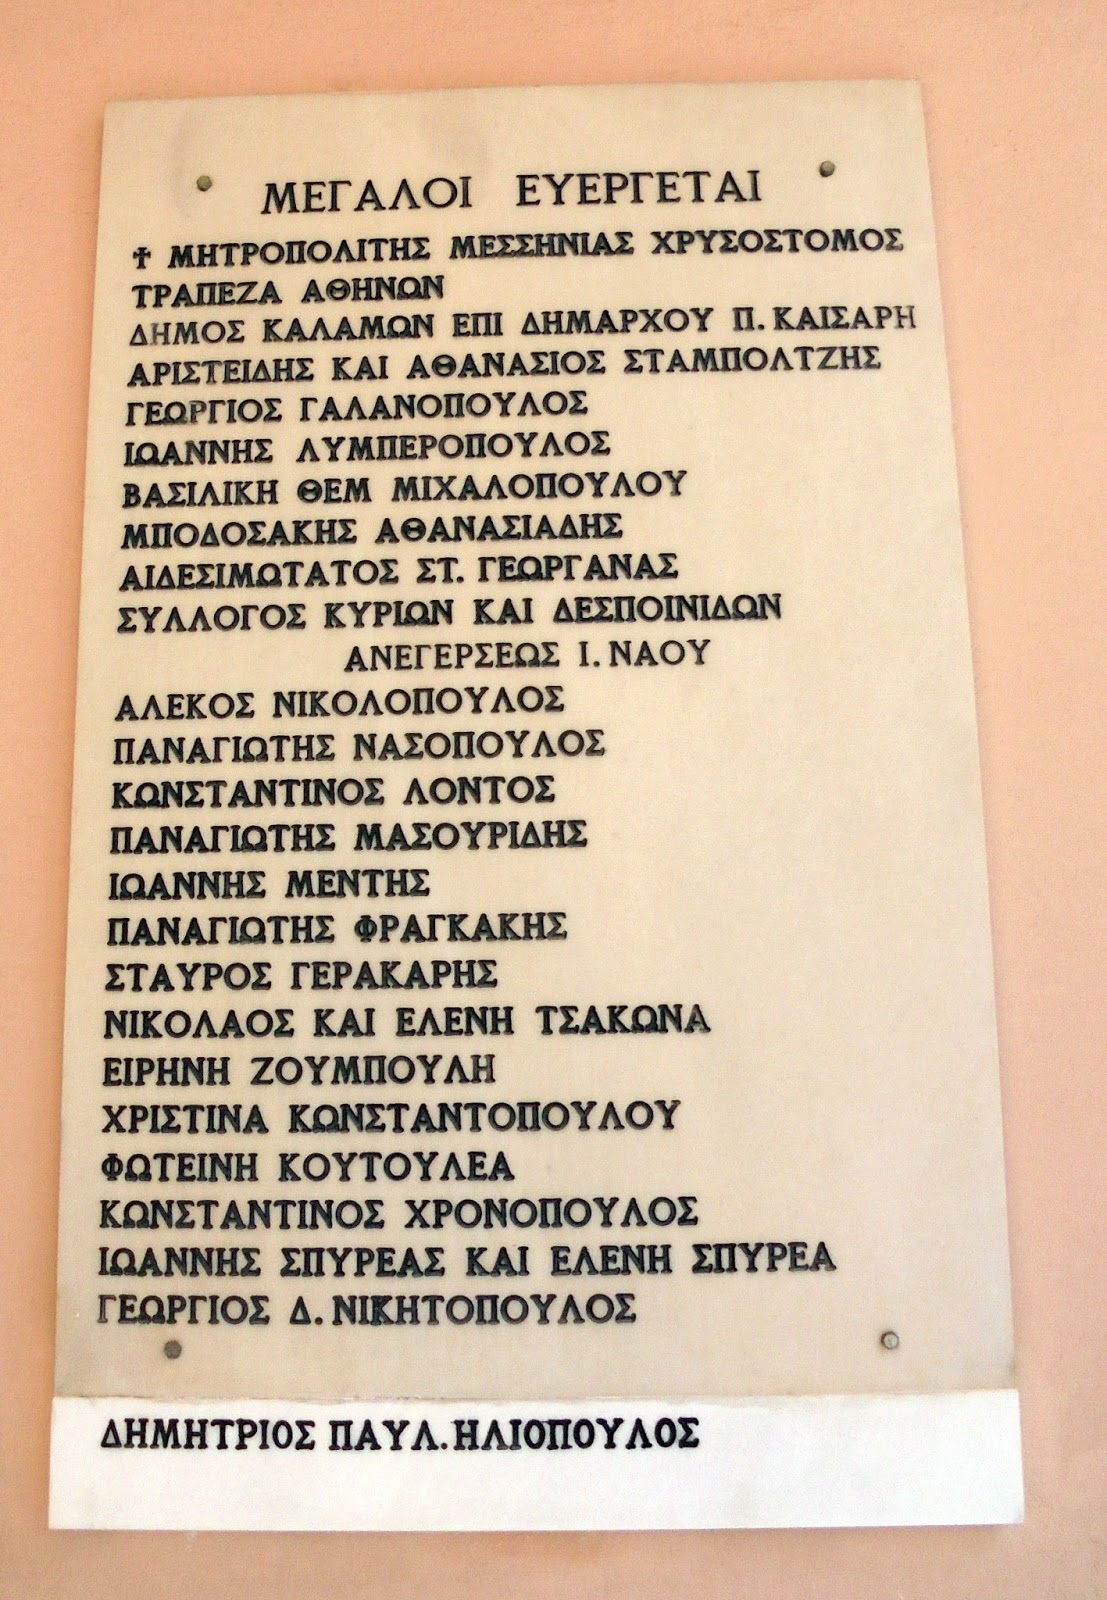 ΜΕΓΑΛΟΙ ΕΥΕΡΓΕΤΑΙ
✝ ΜΗΤΡΟΠΟΛΙΤΗΣ ΜΕΣΣΗΝΙΑΣ ΧΡΥΣΟΣΤΟΜΟΣ
ΤΡΑΠΕΖΑ ΑΘΗΝΩΝ
ΔΗΜΟΣ ΚΑΛΑΜΩΝ ΕΠΙ ΔΗΜΑΡΧΟΥ Π. ΚΑΙΣΑΡΗ
ΑΡΙΣΤΕΙΔΗΣ ΚΑΙ ΑΘΑΝΑΣΙΟΣ ΣΤΑΜΠΟΛΤΖΗΣ
ΓΕΩΡΓΙΟΣ ΓΑΛΑΝΟΠΟΥΛΟΣ
ΙΩΑΝΝΗΣ ΛΥΜΠΕΡΟΠΟΥΛΟΣ
ΒΑΣΙΛΙΚΗ ΘΕΜ ΜΙΧΑΛΟΠΟΥΛΟΥ
ΜΠΟΔΟΣΑΚΗΣ ΑΘΑΝΑΣΙΑΔΗΣ
ΑΙΔΕΣΙΜΩΤΑΤΟΣ ΣΤ. ΓΕΩΡΓΑΝΑΣ
ΣΥΛΛΟΓΟΣ ΚΥΡΙΩΝ ΚΑΙ ΔΕΣΠΟΙΝΙΔΩΝ
ΑΝΕΓΕΡΣΕΩΣ Ι. ΝΑΟΥ
ΑΛΕΚΟΣ ΝΙΚΟΛΟΠΟΥΛΟΣ
ΠΑΝΑΓΙΩΤΗΣ ΝΑΣΟΠΟΥΛΟΣ
ΚΩΝΣΤΑΝΤΙΝΟΣ ΛΟΝΤΟΣ
ΠΑΝΑΓΙΩΤΗΣ ΜΑΣΟΥΡΙΔΗΣ
ΙΩΑΝΝΗΣ ΜΕΝΤΗΣ
ΠΑΝΑΓΙΩΤΗΣ ΦΡΑΓΚΑΚΗΣ
ΣΤΑΥΡΟΣ ΓΕΡΑΚΑΡΗΣ
ΝΙΚΟΛΑΟΣ ΚΑΙ ΕΛΕΝΗ ΤΣΑΚΩΝΑ
ΕΙΡΗΝΗ ΖΟΥΜΠΟΥΛΗ
ΧΡΙΣΤΙΝΑ ΚΩΝΣΤΑΝΤΟΠΟΥΛΟΥ
ΦΩΤΕΙΝΗ ΚΟΥΤΟΥΛΕΑ
ΚΩΝΣΤΑΝΤΙΝΟΣ ΧΡΟΝΟΠΟΥΛΟΣ
ΙΩΑΝΝΗΣ ΣΠΥΡΕΑΣ ΚΑΙ ΕΛΕΝΗ ΣΠΥΡΕΑ
ΓΕΩΡΓΙΟΣ Δ. ΝΙΚΗΤΟΠΟΥΛΟΣ
ΔΗΜΗΤΡΙΟΣ ΠΑΥΛ. ΗΛΙΟΠΟΥΛΟΣ